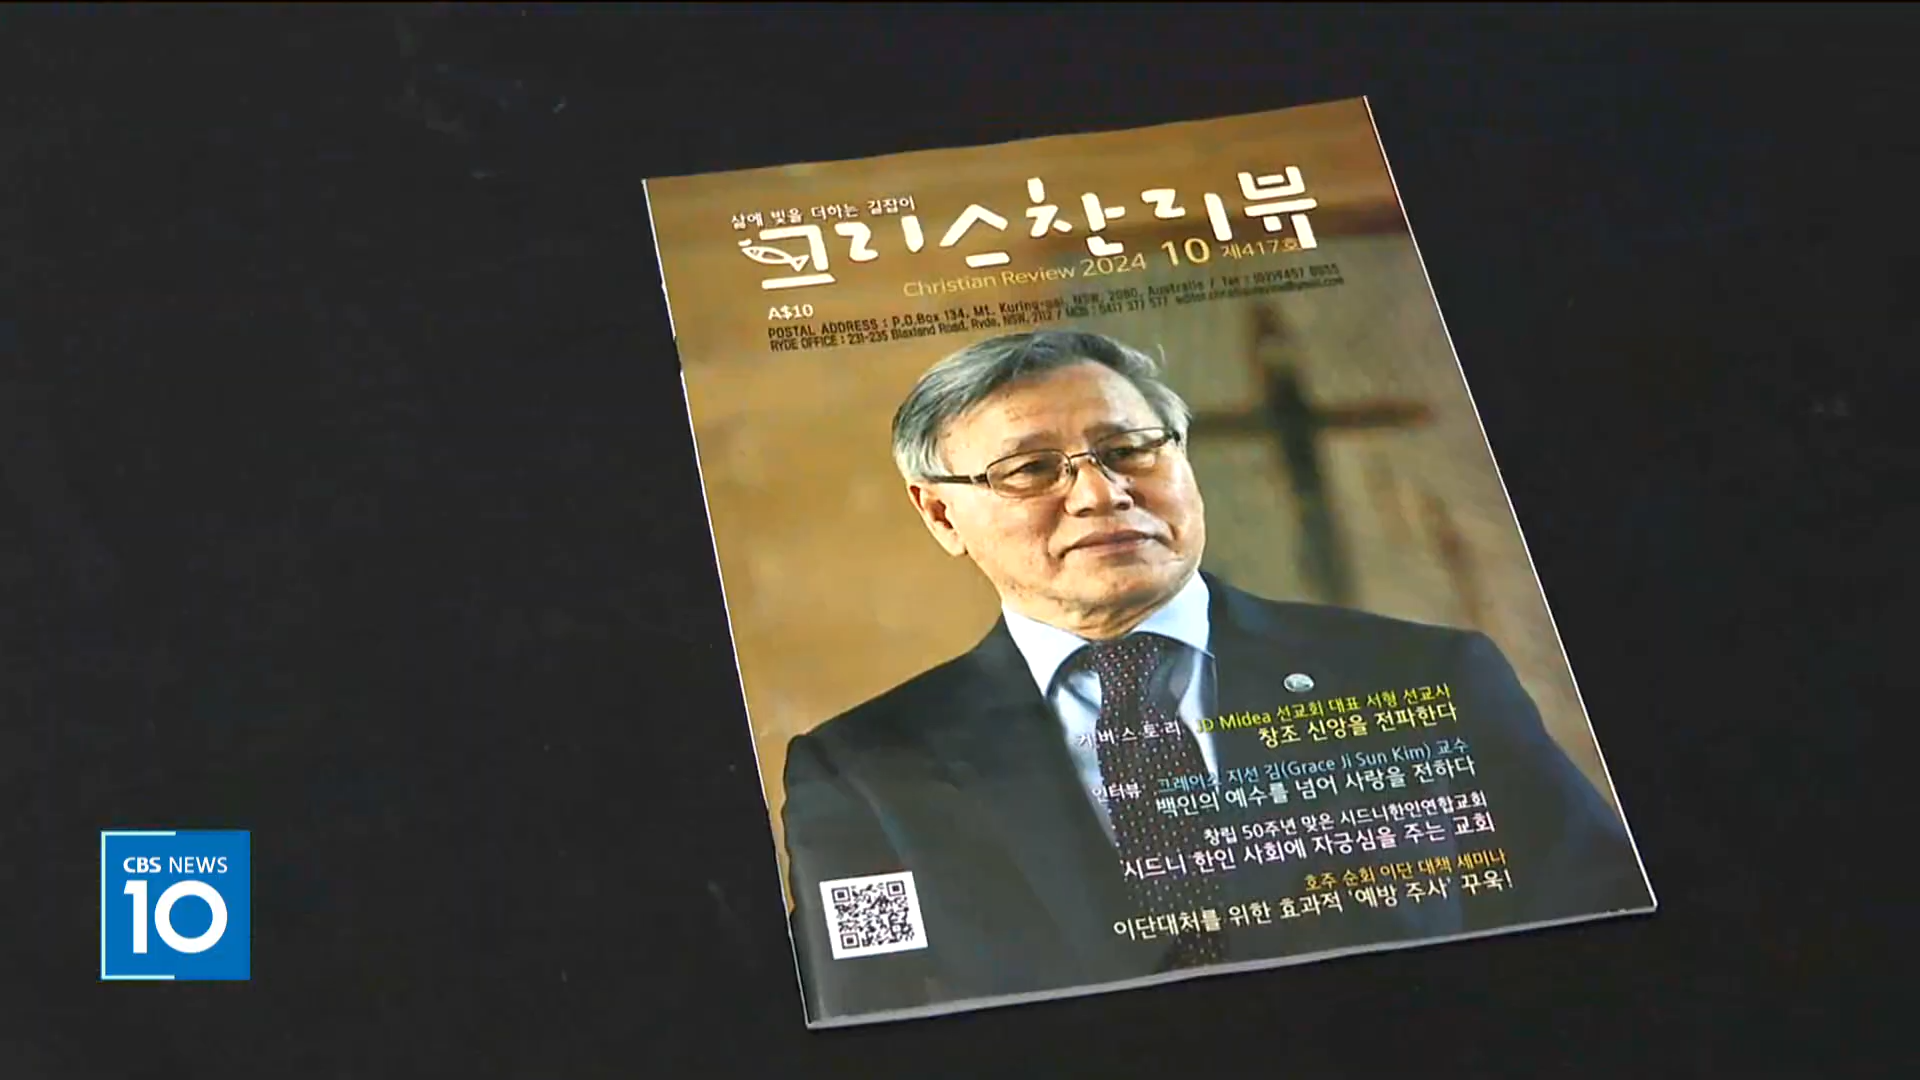 삶에 빛을 더하는 길잡이
크리스찬리뷰
Christian Review 2024 10 제417호
A$10
POSTAL ADDRESS : P.O.Box 134, Mt. Kuring-gai, NSW, 2080, Australia /
RYDE OFFICE : 231-235 Blaxland Road, Ryde, NSW, 2112 / MOB : 0417 377 577
커버스토리 JD Midea 선교회 대표 서형 선교사
창조 신앙을 전파한다
인터뷰 그레이스 지선 김(Grace Ji Sun Kim) 교수
백인의 예수를 넘어 사랑을 전하다
창립 50주년 맞은 시드니한인연합교회
시드니 한인 사회에 자긍심을 주는 교회
호주 순회 이단 대책 세미나
이단대처를 위한 효과적 '예방 주사' 꾸욱!
CBS NEWS
10